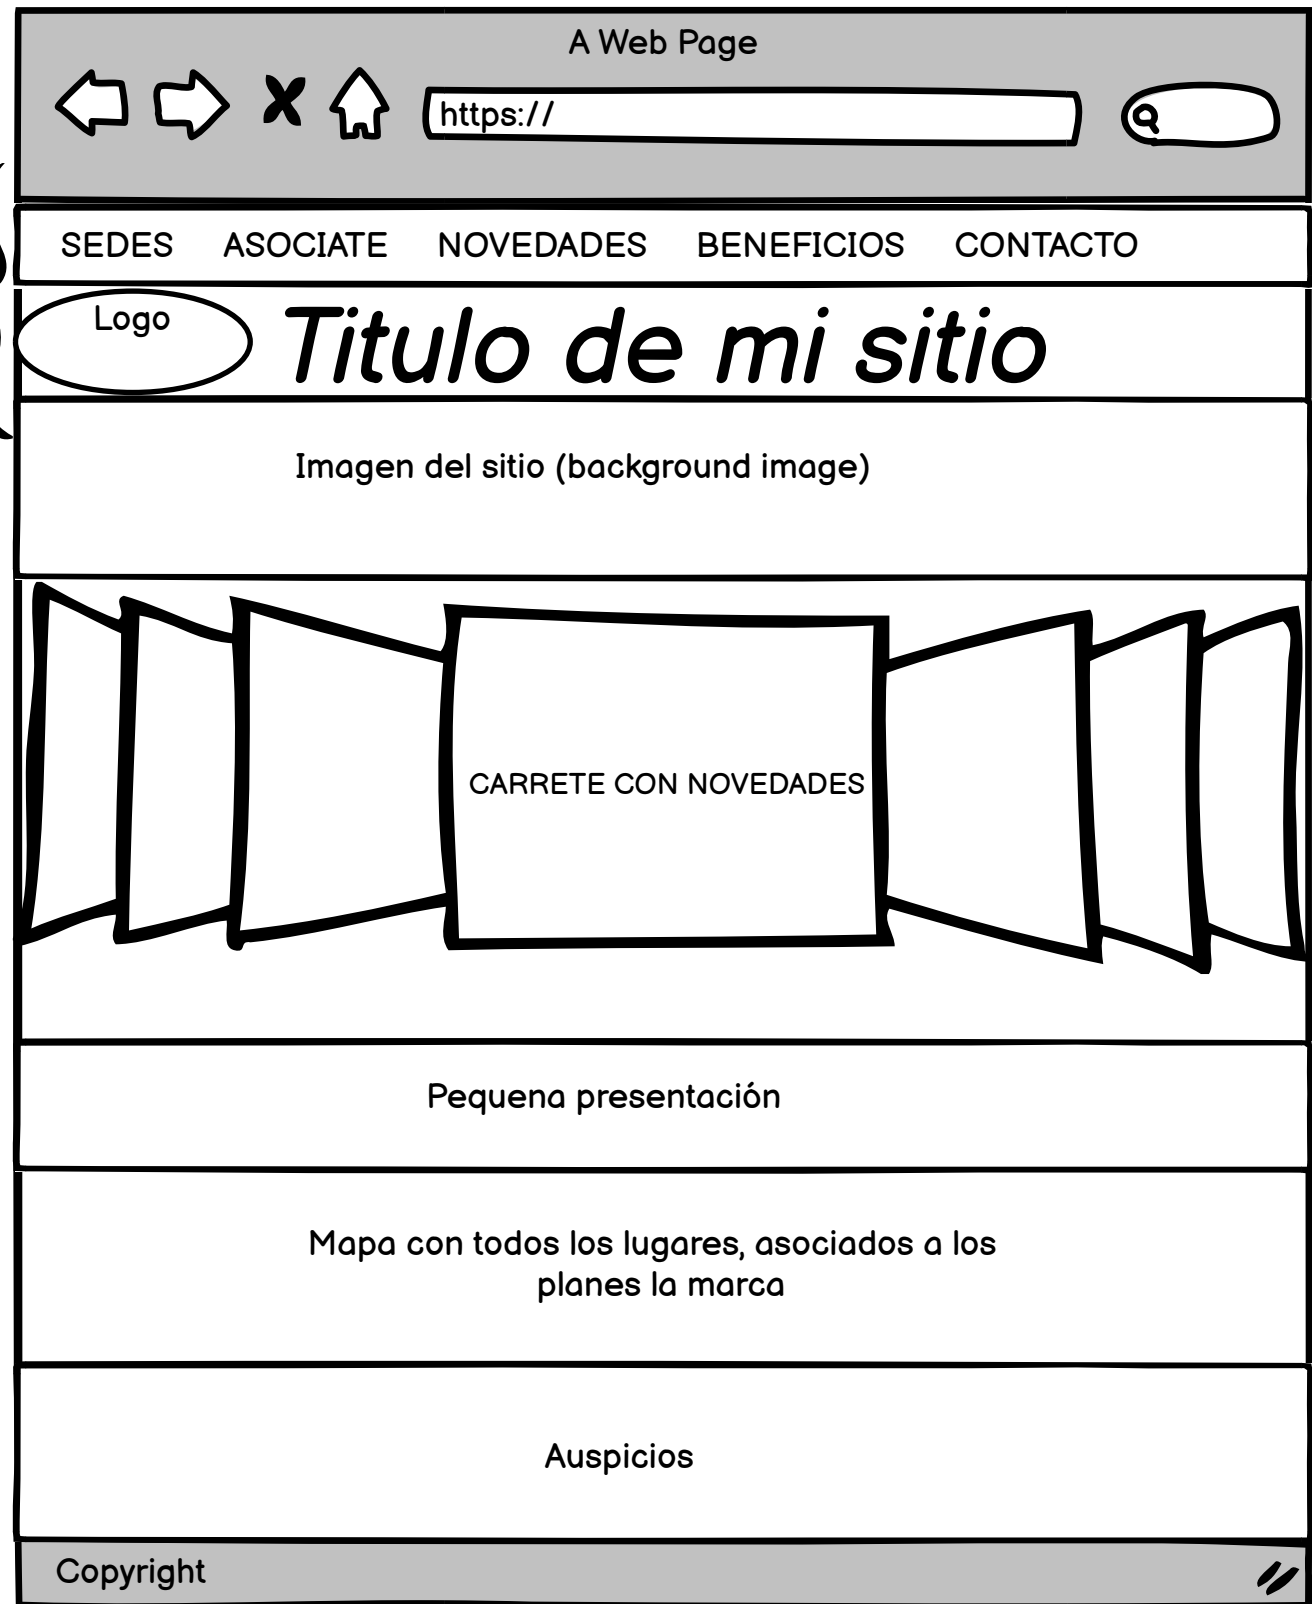 A Web Page
https://
SEDES ASOCIATE NOVEDADES BENEFICIOS CONTACTO
Logo
Titulo de mi sitio
Imagen del sitio (background image)
CARRETE CON NOVEDADES
Pequena presentación
Mapa con todos los lugares, asociados a los
planes la marca
Auspicios
Copyright